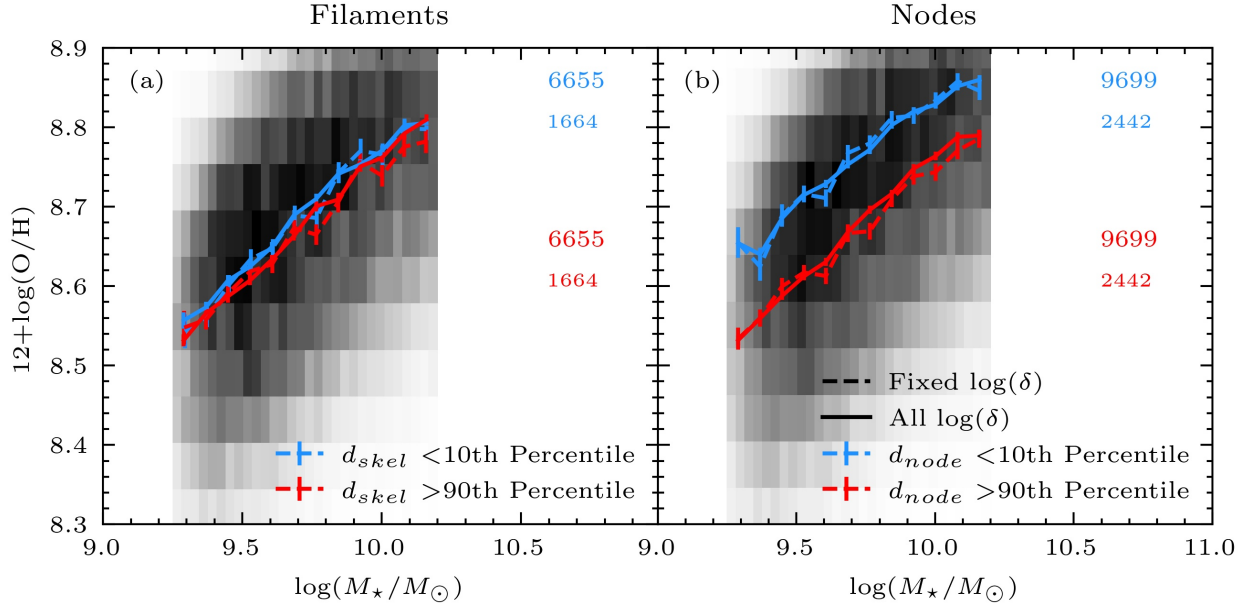 Filaments
Nodes
12+log(O/H)
8.9
8.8
8.7
8.6
8.5
8.4
8.3
(a)
6655
1664
6655
1664
d_skel <10th Percentile
d_skel >90th Percentile
(b)
9699
2442
9699
2442
Fixed log(δ)
All log(δ)
d_node <10th Percentile
d_node >90th Percentile
9.0 9.5 10.0 10.5 9.0 9.5 10.0 10.5 11.0
log(M⋆/M⊙)
log(M⋆/M⊙)